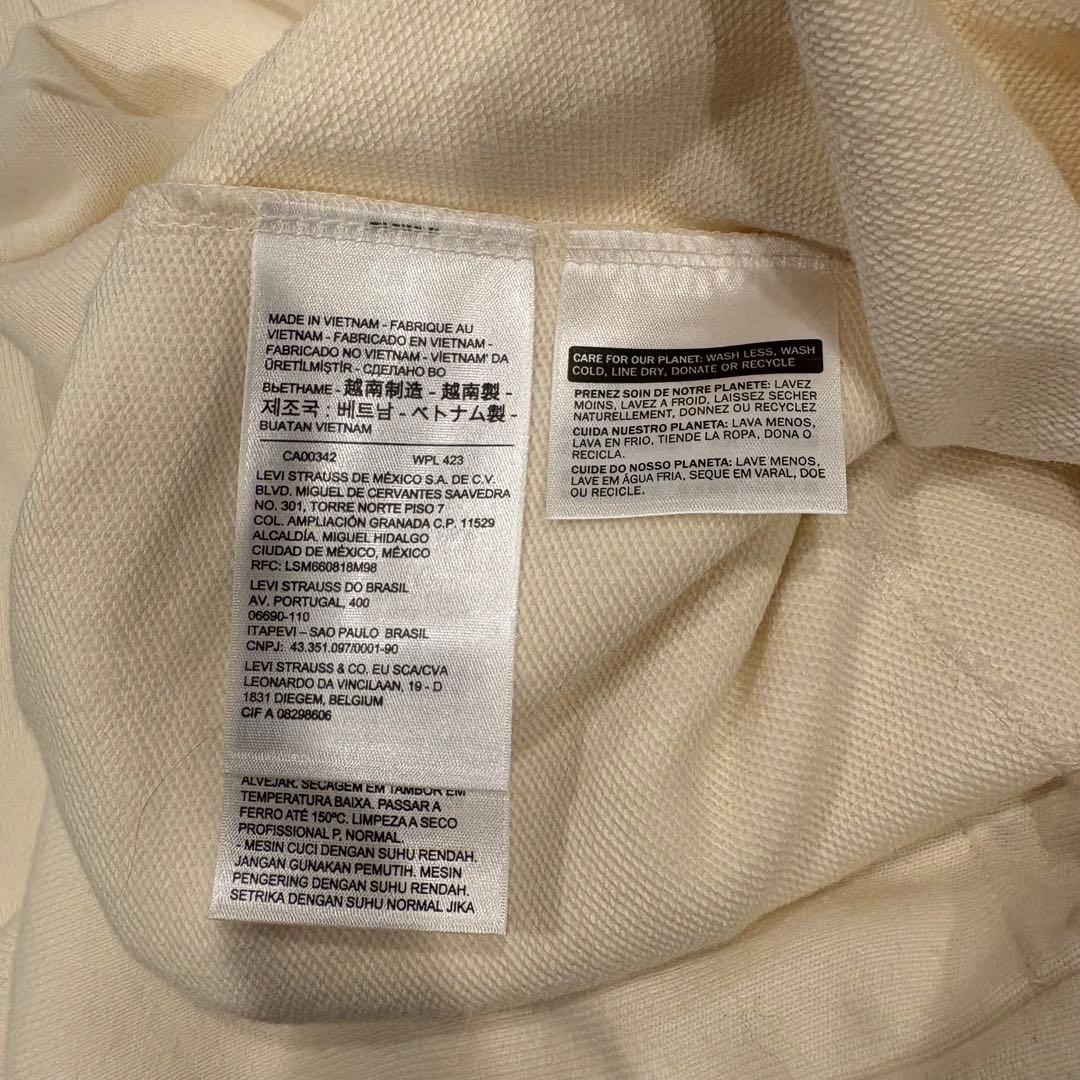 MADE IN VIETNAM - FABRIQUE AU
VIETNAM - FABRICADO EN VIETNAM -
FABRICADO NO VIETNAM - VİETNAM' DA
ÜRETİLMİŞTİR - СДЕЛАНО ВО
ВЬЕТНАМЕ - 越南制造 - 越南製 -
제조국 : 베트남 - ベトナム製 -
BUATAN VIETNAM
CA00342 WPL 423
LEVI STRAUSS DE MÉXICO S.A. DE C.V.
BLVD. MIGUEL DE CERVANTES SAAVEDRA
NO. 301, TORRE NORTE PISO 7
COL. AMPLIACIÓN GRANADA C.P. 11529
ALCALDÍA. MIGUEL HIDALGO
CIUDAD DE MÉXICO, MÉXICO
RFC: LSM660818M98
LEVI STRAUSS DO BRASIL
AV. PORTUGAL, 400
06690-110
ITAPEVI – SAO PAULO BRASIL
CNPJ: 43.351.097/0001-90
LEVI STRAUSS & CO. EU SCA/CVA
LEONARDO DA VINCILAAN, 19 - D
1831 DIEGEM, BELGIUM
CIF A 08298606
ALVEJAR. SECAGEM EM TAMBOR EM
TEMPERATURA BAIXA. PASSAR A
FERRO ATÉ 150ºC. LIMPEZA A SECO
PROFISSIONAL P, NORMAL.
- MESIN CUCI DENGAN SUHU RENDAH.
JANGAN GUNAKAN PEMUTIH. MESIN
PENGERING DENGAN SUHU RENDAH.
SETRIKA DENGAN SUHU NORMAL JIKA
CARE FOR OUR PLANET: WASH LESS, WASH
COLD, LINE DRY, DONATE OR RECYCLE
PRENEZ SOIN DE NOTRE PLANETE: LAVEZ
MOINS, LAVEZ A FROID, LAISSEZ SECHER
NATURELLEMENT, DONNEZ OU RECYCLEZ
CUIDA NUESTRO PLANETA: LAVA MENOS,
LAVA EN FRIO, TIENDE LA ROPA, DONA O
RECICLA.
CUIDE DO NOSSO PLANETA: LAVE MENOS,
LAVE EM ÁGUA FRIA, SEQUE EM VARAL, DOE
OU RECICLE.